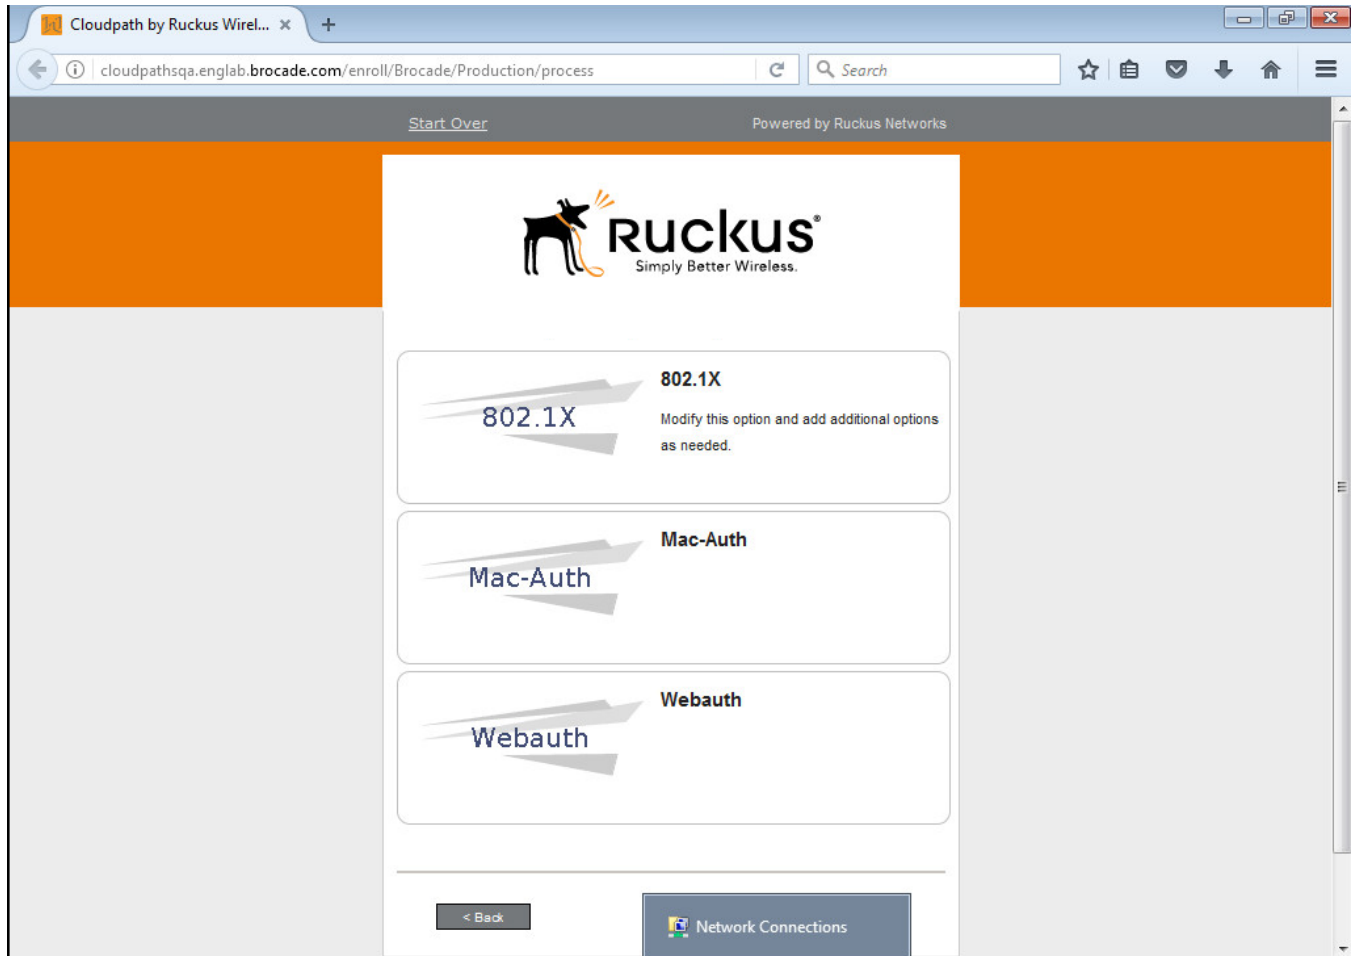 Cloudpath by Ruckus Wirel...
cloudpathsqa.englab.brocade.com/enroll/Brocade/Production/process
Search
Start Over
Powered by Ruckus Networks
RUCKUS®
Simply Better Wireless.
802.1X
802.1X
Modify this option and add additional options
as needed.
Mac-Auth
Mac-Auth
Webauth
Webauth
< Back
Network Connections